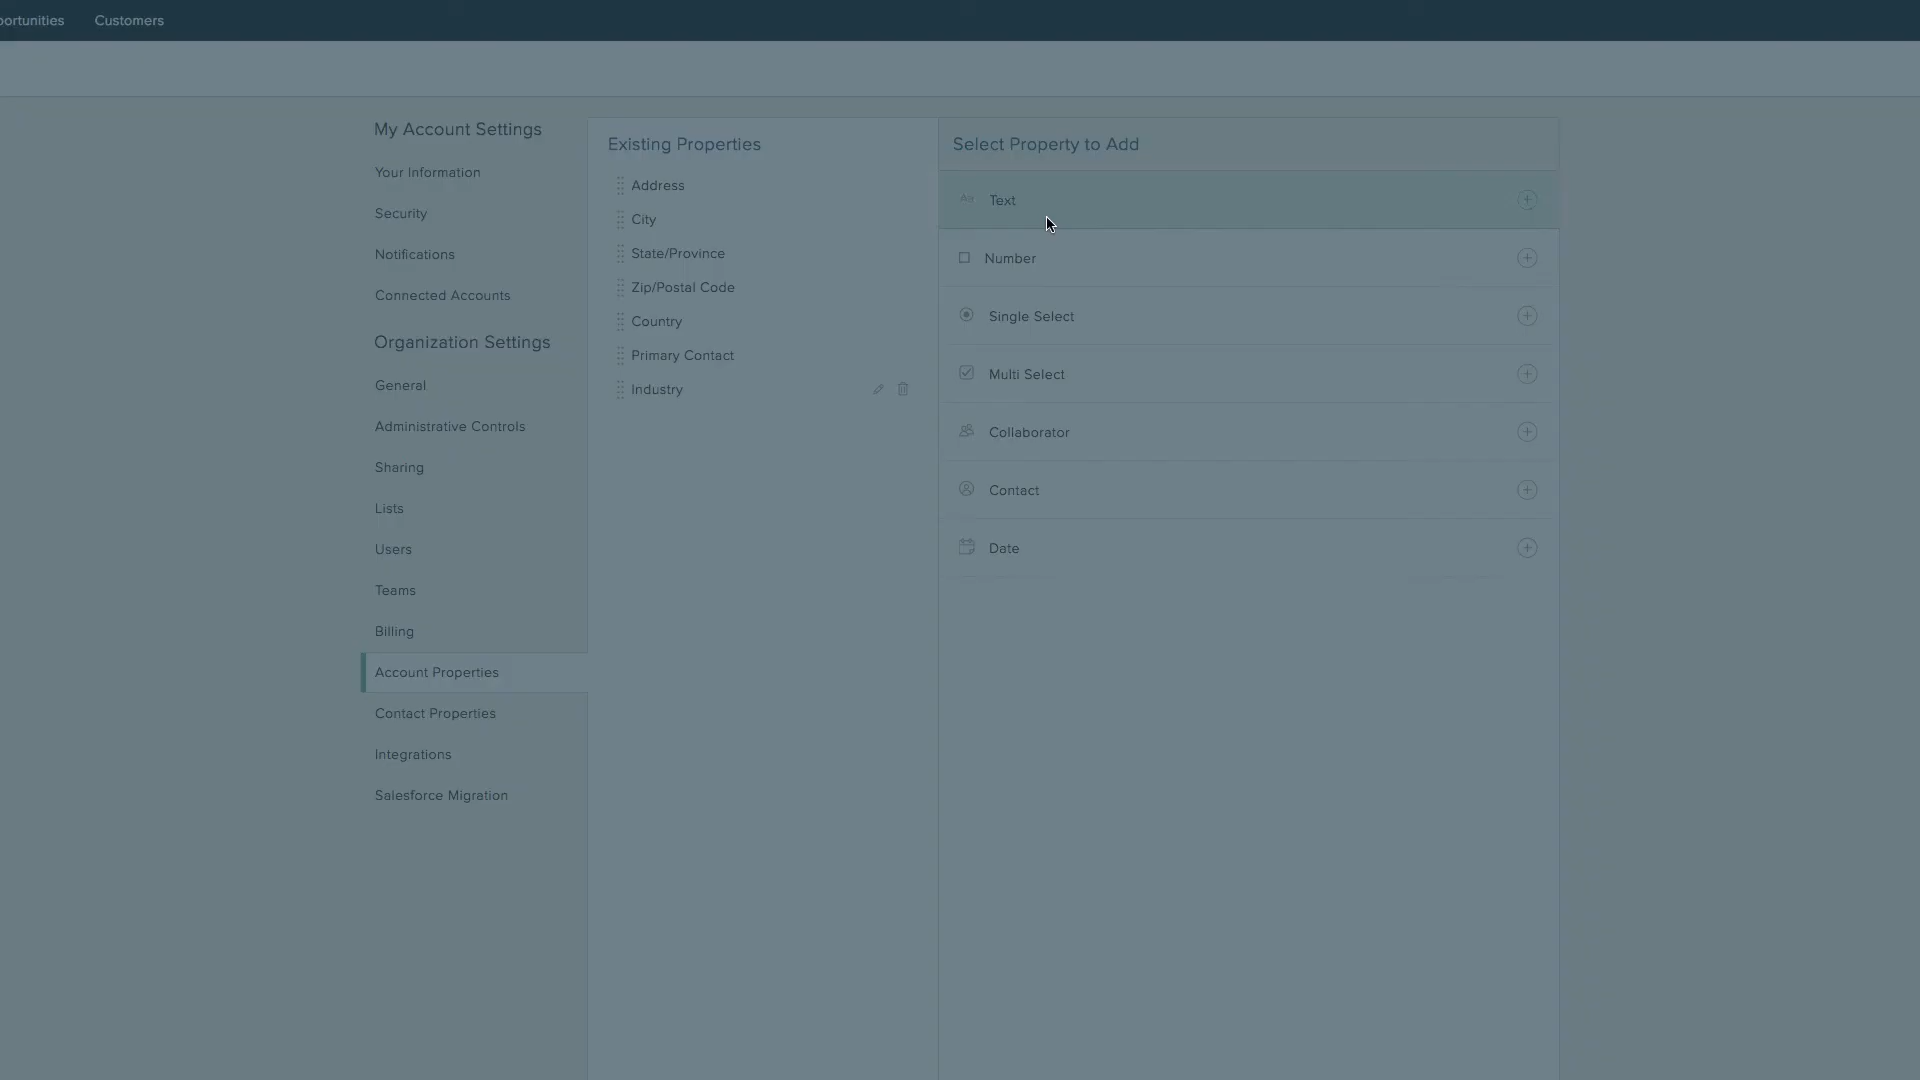 portunities Customers
My Account Settings
Your Information
Security
Notifications
Connected Accounts
Organization Settings
General
Administrative Controls
Sharing
Lists
Users
Teams
Billing
Account Properties
Contact Properties
Integrations
Salesforce Migration
Existing Properties
Address
City
State/Province
Zip/Postal Code
Country
Primary Contact
Industry
Select Property to Add
Text
Number
Single Select
Multi Select
Collaborator
Contact
Date